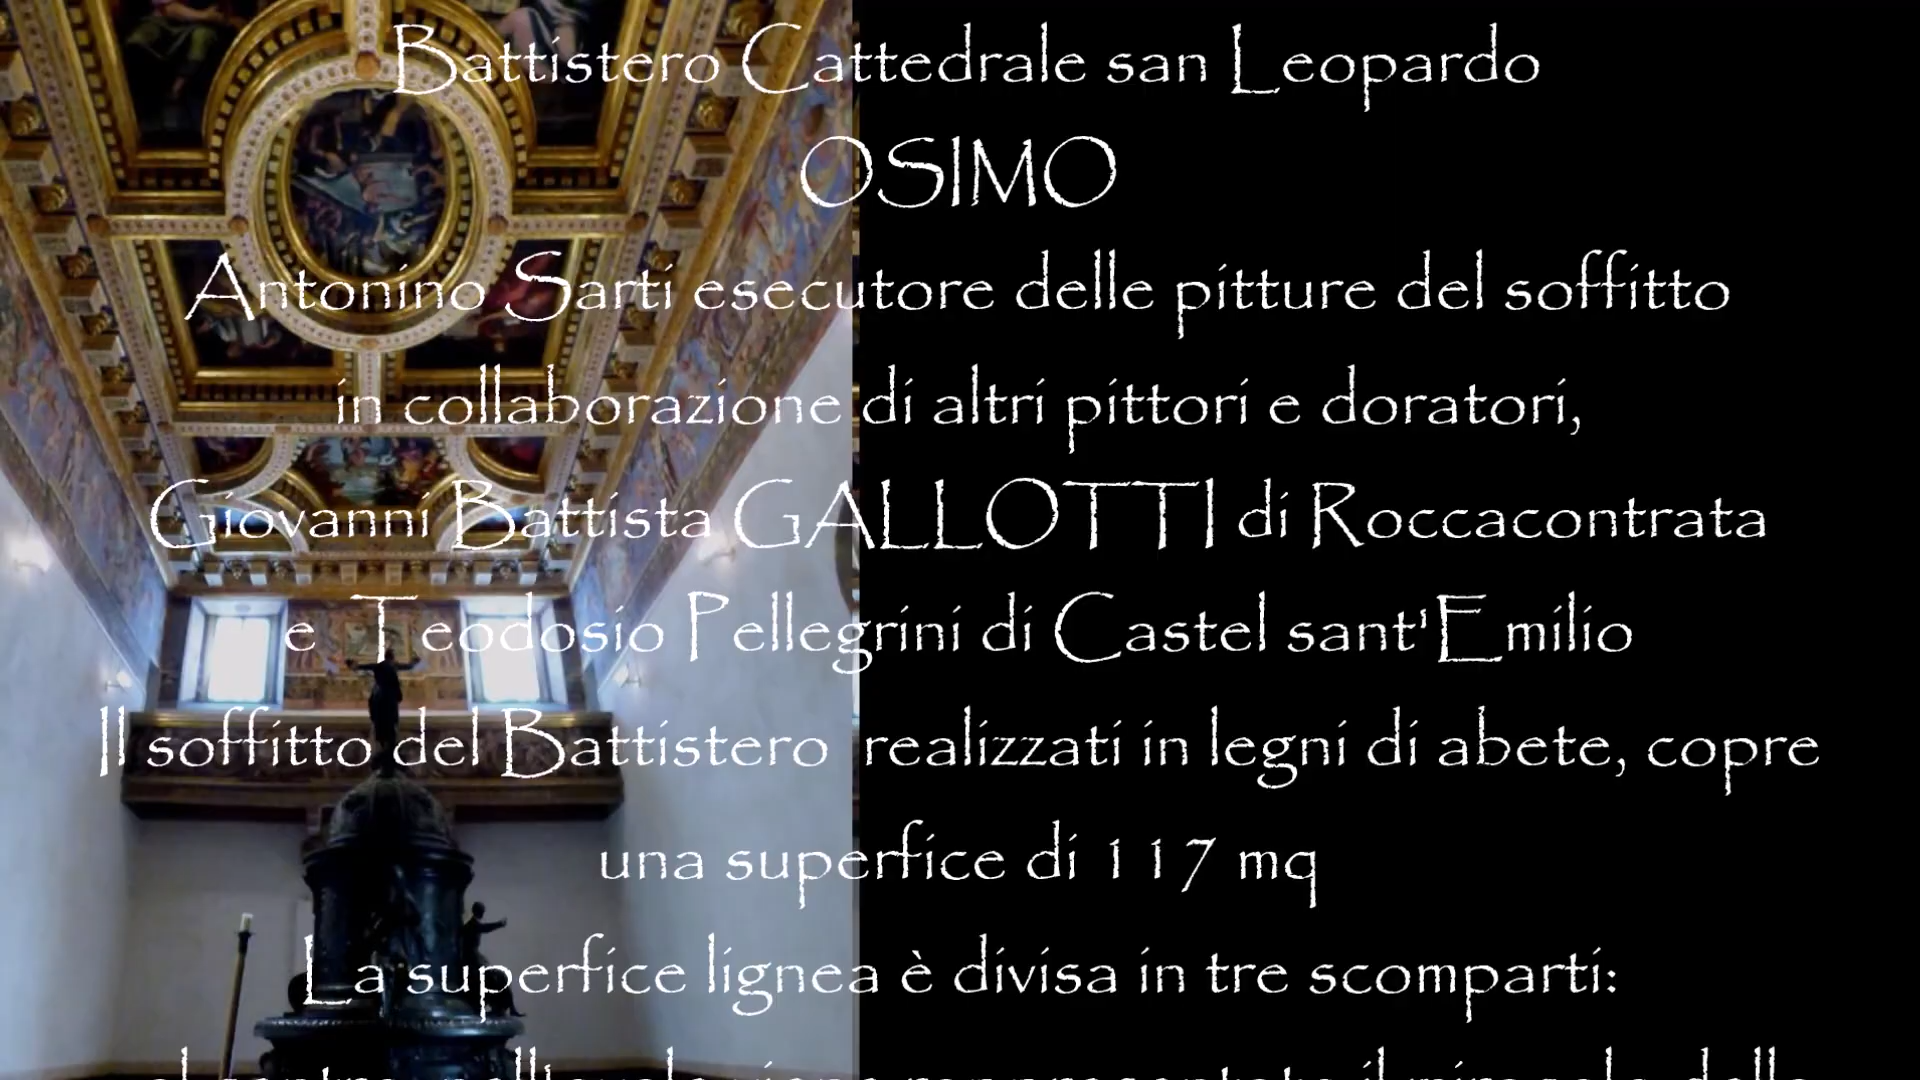 Battistero Cattedrale san Leopardo
OSIMO
Antonino Sarti esecutore delle pitture del soffitto
in collaborazione di altri pittori e doratori,
Giovanni Battista GALLOTTI di Roccacontrata
e Teodosio Pellegrini di Castel sant'Emilio
Il soffitto del Battistero realizzati in legni di abete, copre
una superfice di 117 mq
La superfice lignea è divisa in tre scomparti: